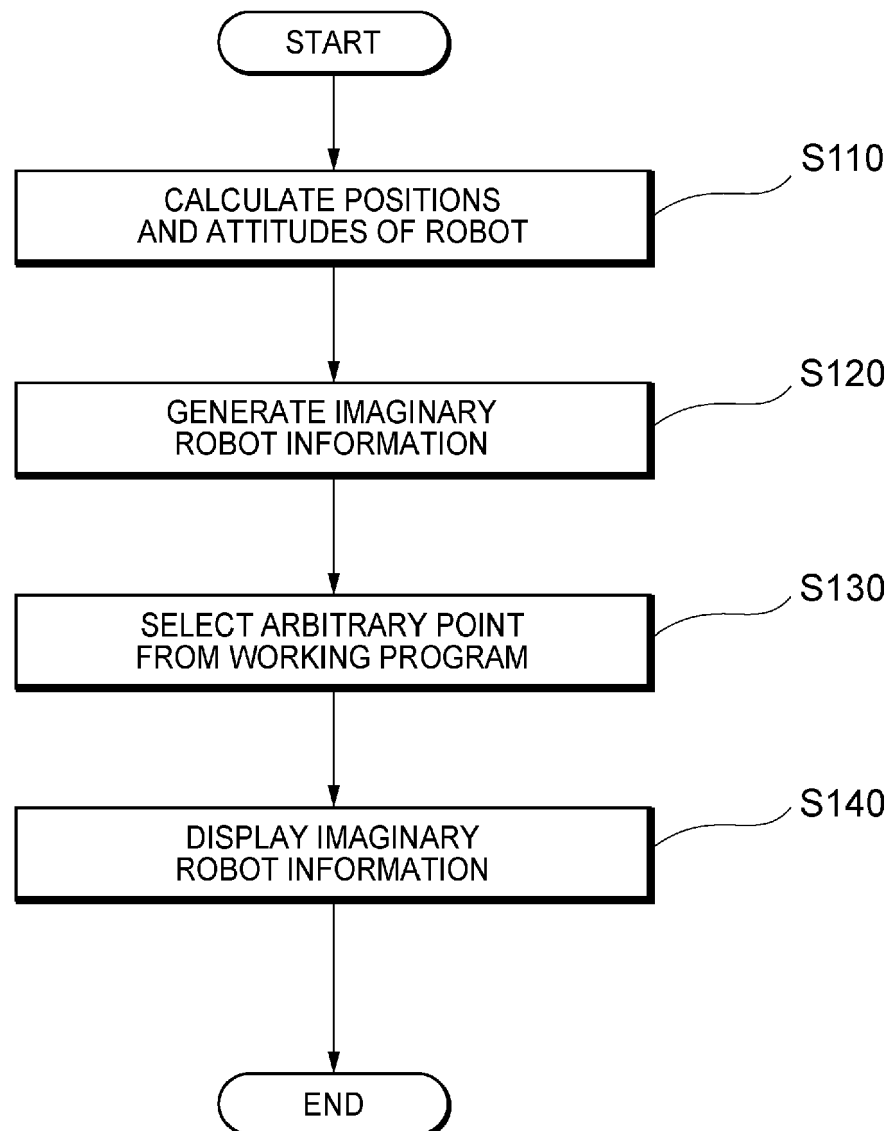 START
S110
CALCULATE POSITIONS
AND ATTITUDES OF ROBOT
S120
GENERATE IMAGINARY
ROBOT INFORMATION
S130
SELECT ARBITRARY POINT
FROM WORKING PROGRAM
S140
DISPLAY IMAGINARY
ROBOT INFORMATION
END